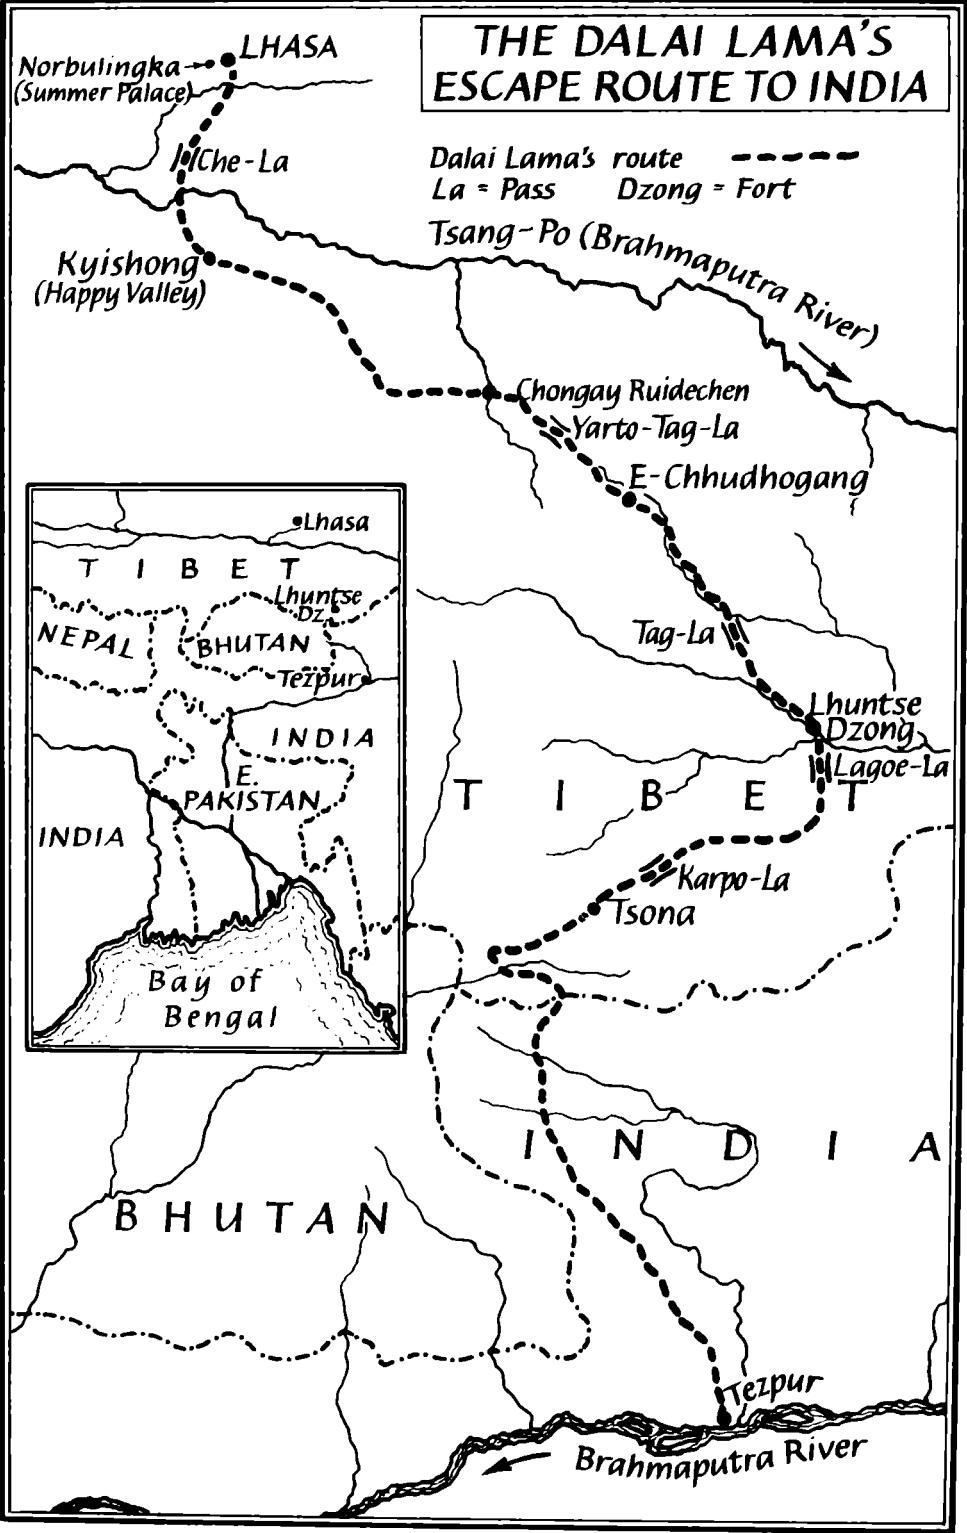 THE DALAI LAMA'S
ESCAPE ROUTE TO INDIA
LHASA
Norbulingka
(Summer Palace)
Che-La
Dalai Lama's route
La = Pass Dzong = Fort
Tsang-Po (Brahmaputra River)
Kyishong
(Happy Valley)
Chongay Ruidechen
Yarto-Tag-La
E-Chhudhogang
Lhasa
TIBET
Lhuntse
Dz.
NEPAL
BHUTAN
Tezpur
INDIA
E.
PAKISTAN
INDIA
Bay of
Bengal
Tag-La
Lhuntse
Dzong
Lagoe-La
TIBET
Karpo-La
Tsona
INDIA
BHUTAN
Tezpur
Brahmaputra River